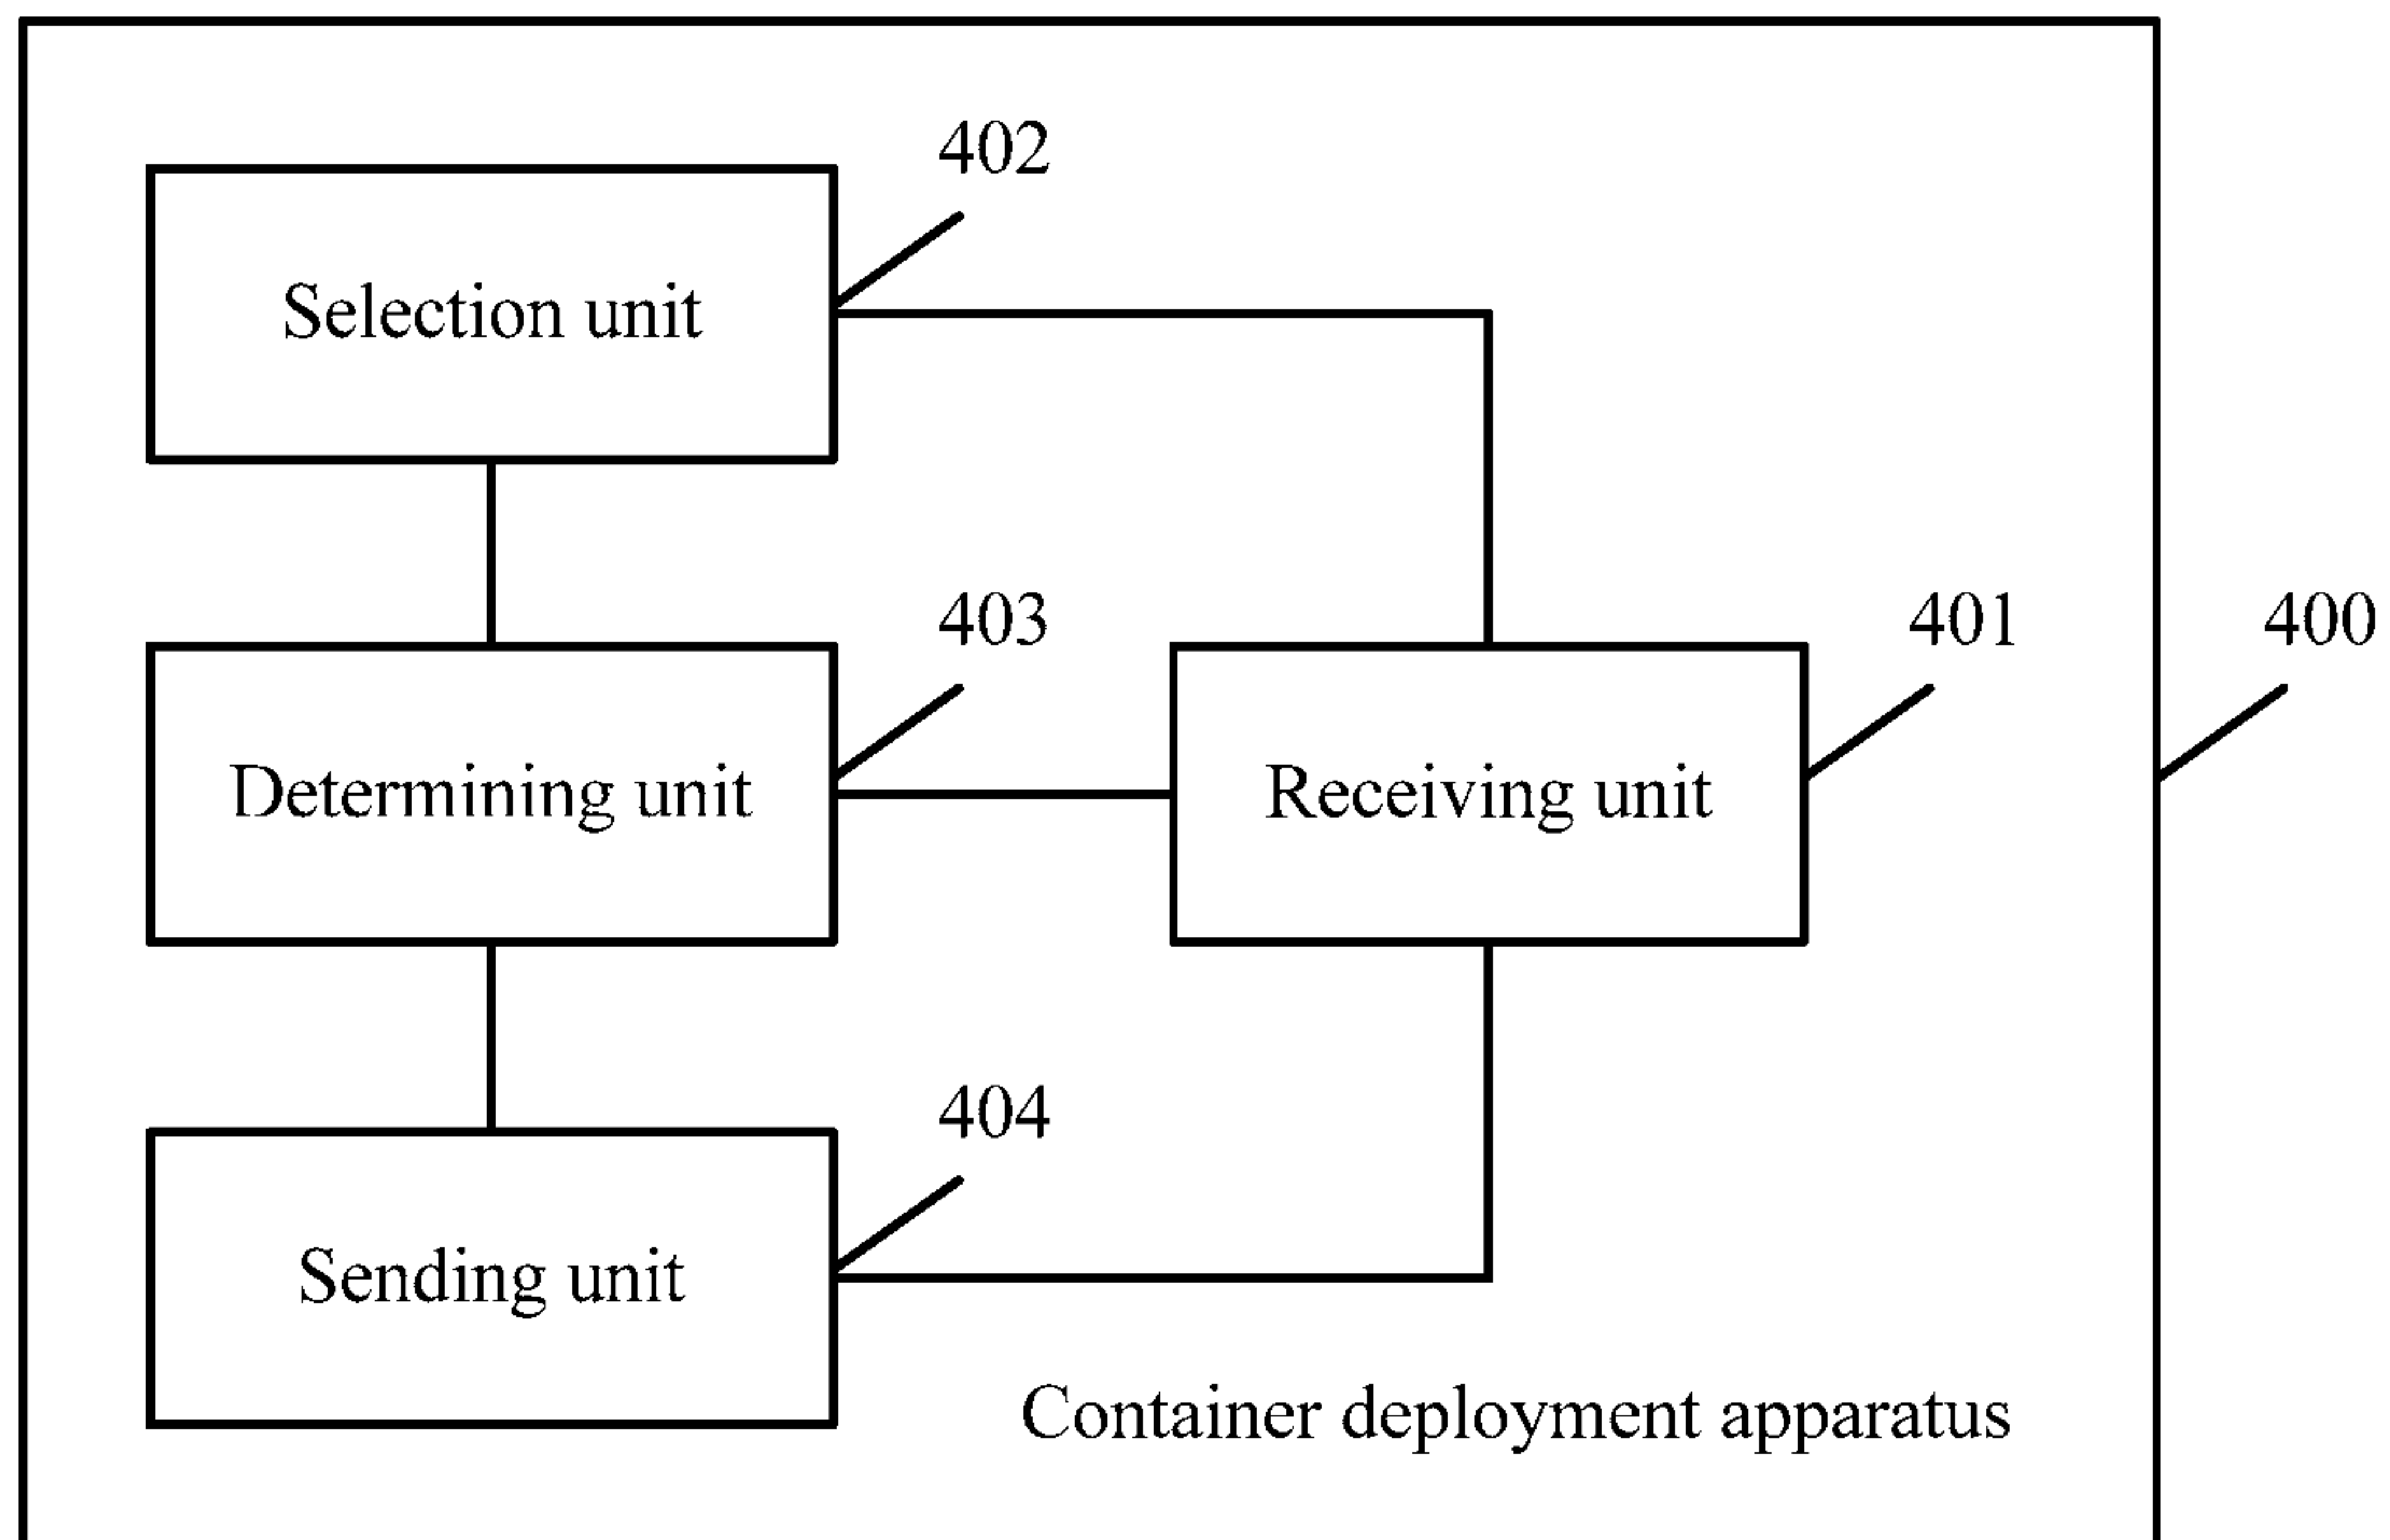 402
Selection unit
403
401
400
Determining unit
Receiving unit
404
Sending unit
Container deployment apparatus